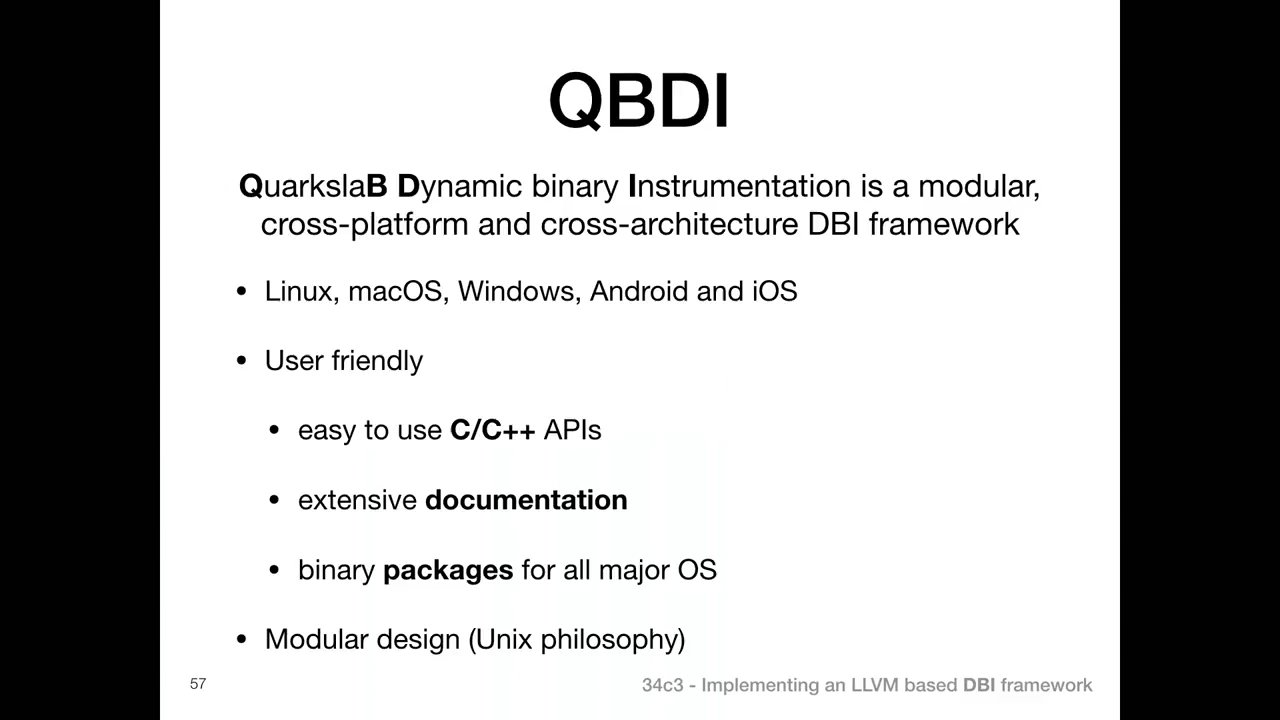 QBDI
QuarkslaB Dynamic binary Instrumentation is a modular,
cross-platform and cross-architecture DBI framework
• Linux, macOS, Windows, Android and iOS
• User friendly
• easy to use C/C++ APIs
• extensive documentation
• binary packages for all major OS
• Modular design (Unix philosophy)
57
34c3 - Implementing an LLVM based DBI framework